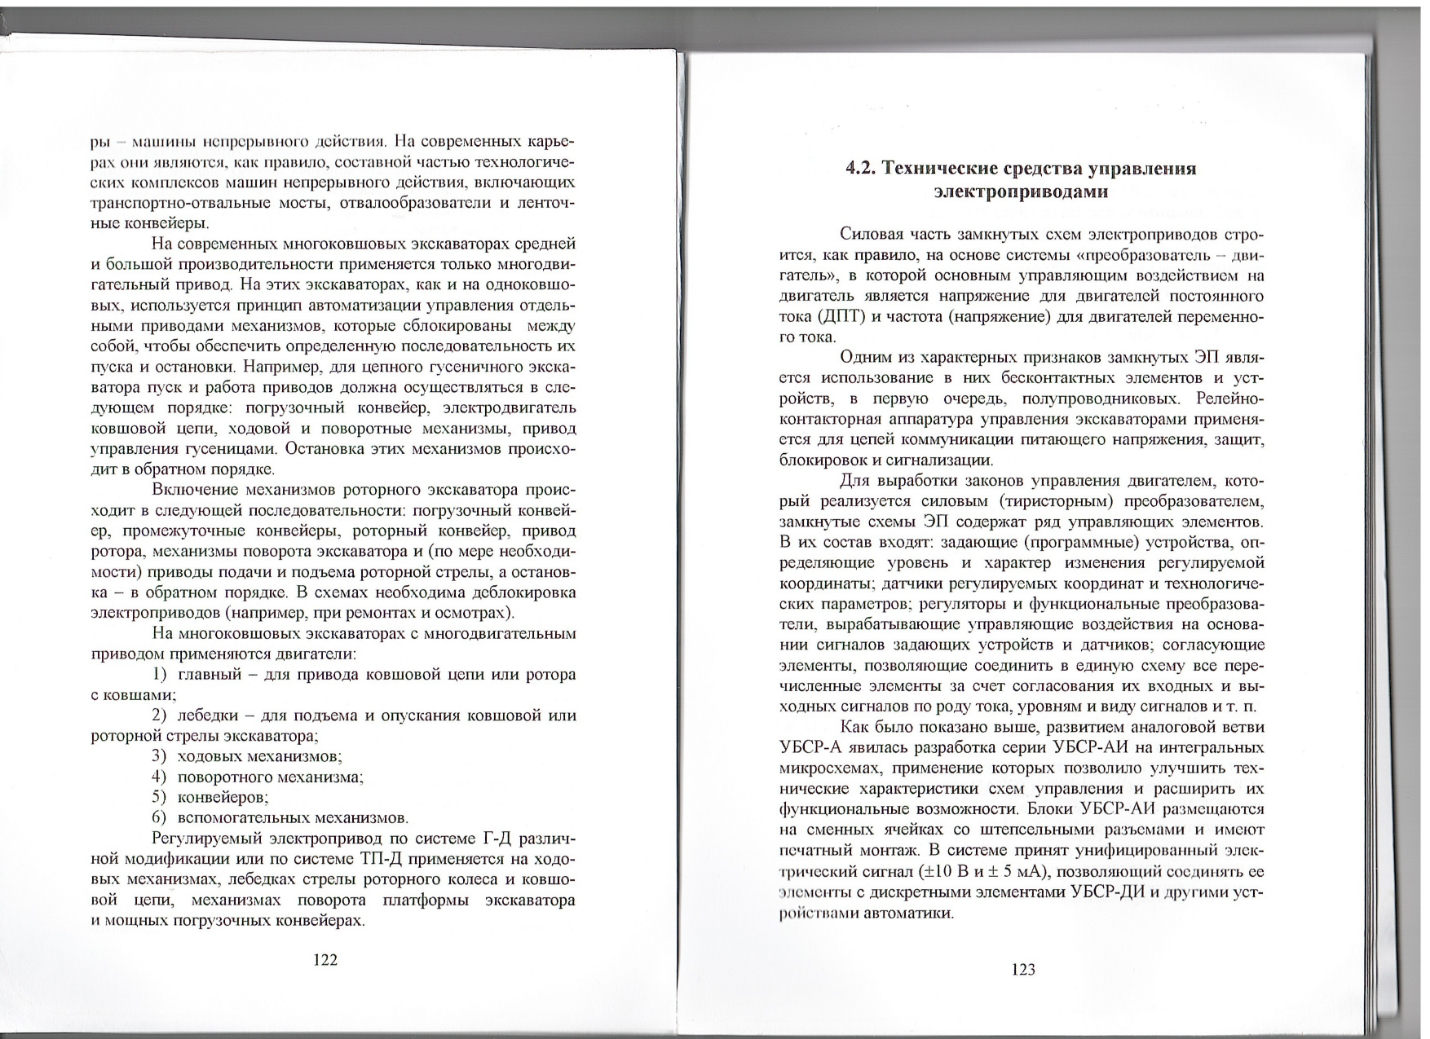 ры – машины непрерывного действия. На современных карье-
рах они являются, как правило, составной частью технологиче-
ских комплексов машин непрерывного действия, включающих
транспортно-отвальные мосты, отвалообразователи и ленточ-
ные конвейеры.
На современных многоковшовых экскаваторах средней
и большой производительности применяется только многодви-
гательный привод. На этих экскаваторах, как и на одноковшо-
вых, используется принцип автоматизации управления отдель-
ными приводами механизмов, которые сблокированы между
собой, чтобы обеспечить определенную последовательность их
пуска и остановки. Например, для цепного гусеничного экска-
ватора пуск и работа приводов должна осуществляться в сле-
дующем порядке: погрузочный конвейер, электродвигатель
ковшовой цепи, ходовой и поворотные механизмы, привод
управления гусеницами. Остановка этих механизмов происхо-
дит в обратном порядке.
Включение механизмов роторного экскаватора проис-
ходит в следующей последовательности: погрузочный конвей-
ер, промежуточные конвейеры, роторный конвейер, привод
ротора, механизмы поворота экскаватора и (по мере необходи-
мости) приводы подачи и подъема роторной стрелы, а останов-
ка – в обратном порядке. В схемах необходима деблокировка
электроприводов (например, при ремонтах и осмотрах).
На многоковшовых экскаваторах с многодвигательным
приводом применяются двигатели:
1) главный – для привода ковшовой цепи или ротора
с ковшами;
2) лебедки – для подъема и опускания ковшовой или
роторной стрелы экскаватора;
3) ходовых механизмов;
4) поворотного механизма;
5) конвейеров;
6) вспомогательных механизмов.
Регулируемый электропривод по системе Г-Д различ-
ной модификации или по системе ТП-Д применяется на ходо-
вых механизмах, лебедках стрелы роторного колеса и ковшо-
вой цепи, механизмах поворота платформы экскаватора
и мощных погрузочных конвейерах.
122
4.2. Технические средства управления
электроприводами
Силовая часть замкнутых схем электроприводов стро-
ится, как правило, на основе системы «преобразователь – дви-
гатель», в которой основным управляющим воздействием на
двигатель является напряжение для двигателей постоянного
тока (ДПТ) и частота (напряжение) для двигателей переменно-
го тока.
Одним из характерных признаков замкнутых ЭП явля-
ется использование в них бесконтактных элементов и уст-
ройств, в первую очередь, полупроводниковых. Релейно-
контакторная аппаратура управления экскаваторами применя-
ется для цепей коммуникации питающего напряжения, защит,
блокировок и сигнализации.
Для выработки законов управления двигателем, кото-
рый реализуется силовым (тиристорным) преобразователем,
замкнутые схемы ЭП содержат ряд управляющих элементов.
В их состав входят: задающие (программные) устройства, оп-
ределяющие уровень и характер изменения регулируемой
координаты; датчики регулируемых координат и технологиче-
ских параметров; регуляторы и функциональные преобразова-
тели, вырабатывающие управляющие воздействия на основа-
нии сигналов задающих устройств и датчиков; согласующие
элементы, позволяющие соединить в единую схему все пере-
численные элементы за счет согласования их входных и вы-
ходных сигналов по роду тока, уровням и виду сигналов и т. п.
Как было показано выше, развитием аналоговой ветви
УБСР-А явилась разработка серии УБСР-АИ на интегральных
микросхемах, применение которых позволило улучшить тех-
нические характеристики схем управления и расширить их
функциональные возможности. Блоки УБСР-АИ размещаются
на сменных ячейках со штепсельными разъемами и имеют
печатный монтаж. В системе принят унифицированный элек-
трический сигнал (±10 В и ± 5 мА), позволяющий соединять ее
элементы с дискретными элементами УБСР-ДИ и другими уст-
ройствами автоматики.
123